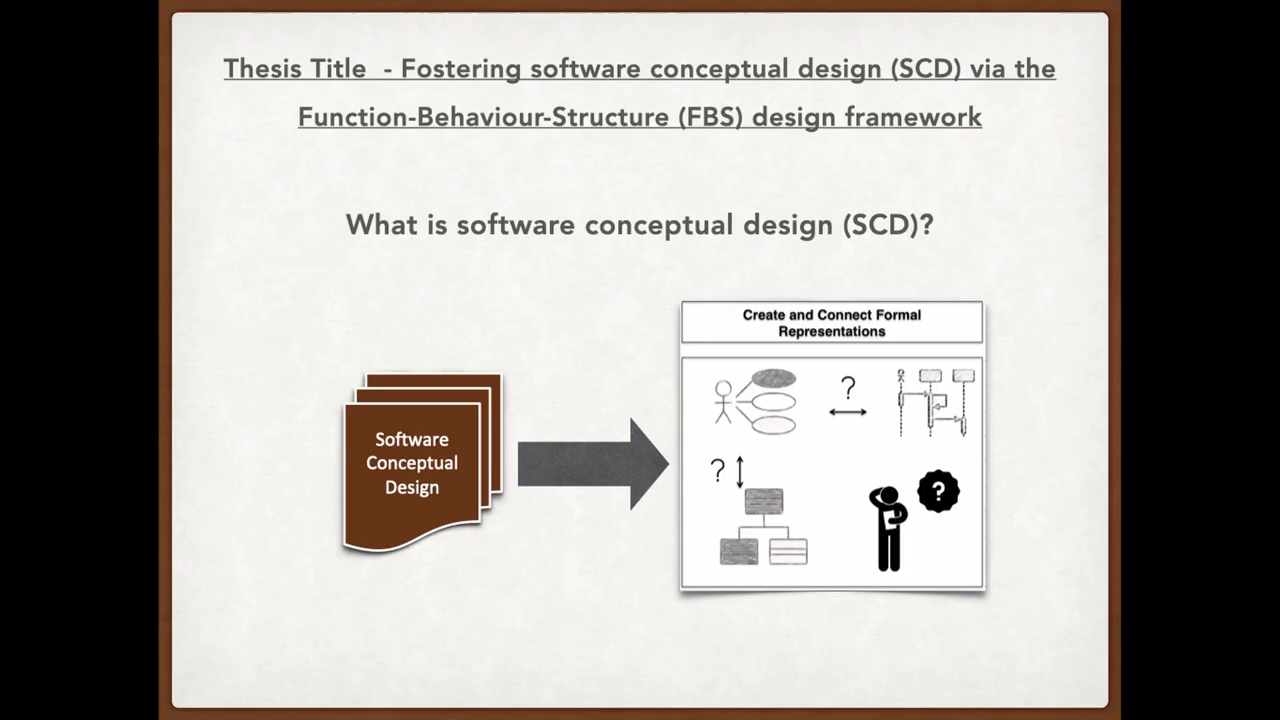 Thesis Title  - Fostering software conceptual design (SCD) via the
Function-Behaviour-Structure (FBS) design framework
What is software conceptual design (SCD)?
Create and Connect Formal
Representations
?
?
Software
Conceptual
Design
?